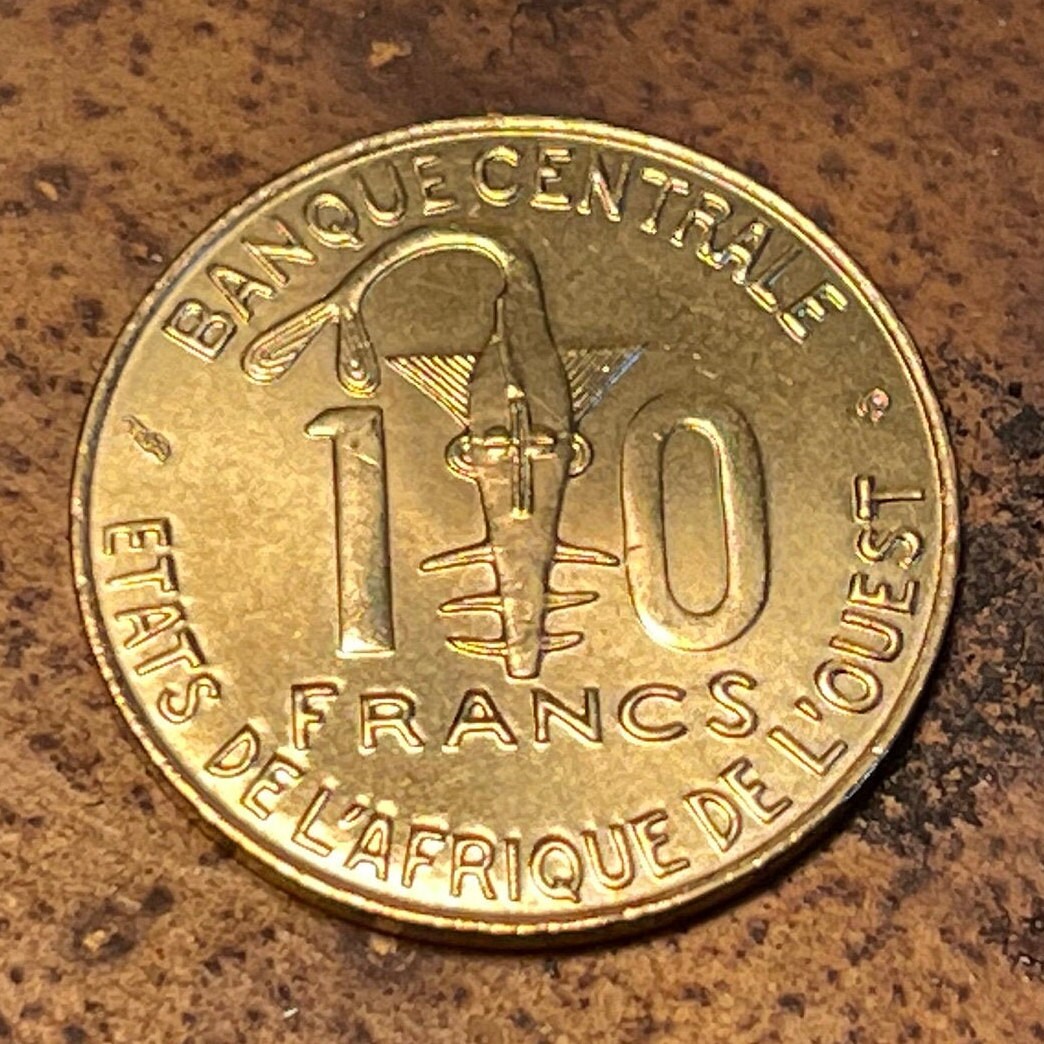 BANQUE CENTRALE
10
FRANCS
ETATS DE L'AFRIQUE DE L'OUEST